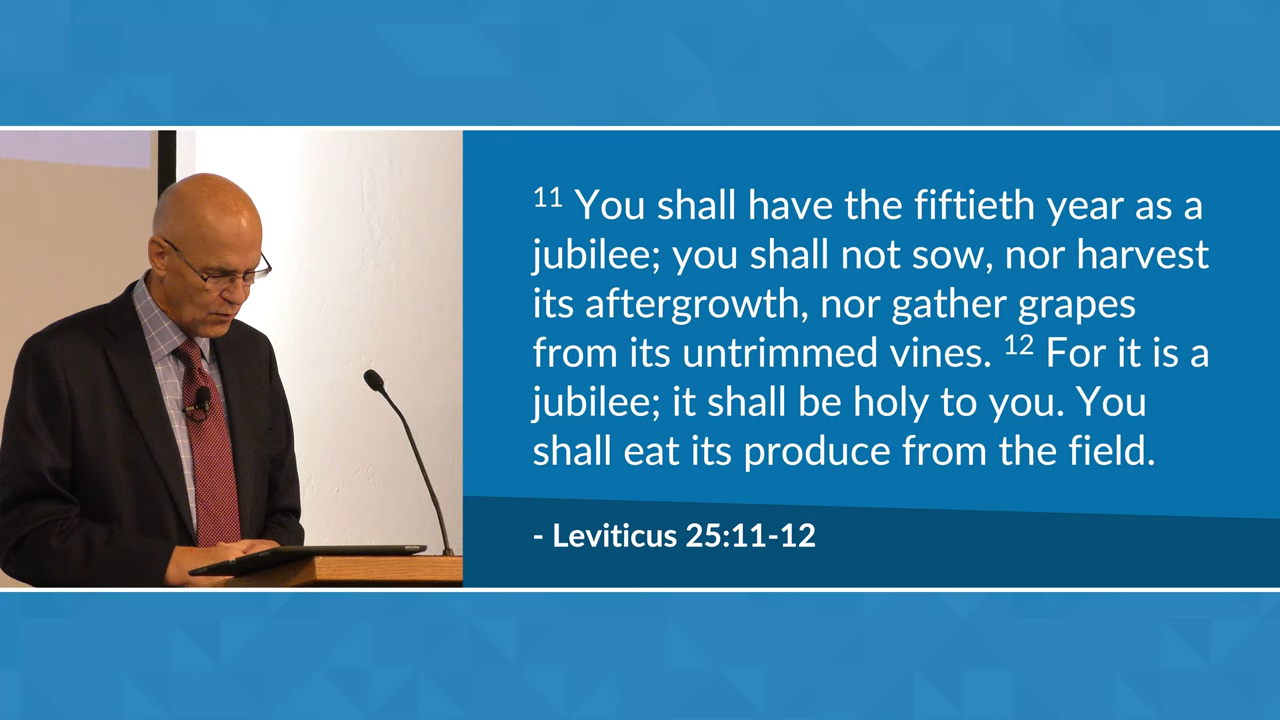 11 You shall have the fiftieth year as a
jubilee; you shall not sow, nor harvest
its aftergrowth, nor gather grapes
from its untrimmed vines. 12 For it is a
jubilee; it shall be holy to you. You
shall eat its produce from the field.
- Leviticus 25:11-12